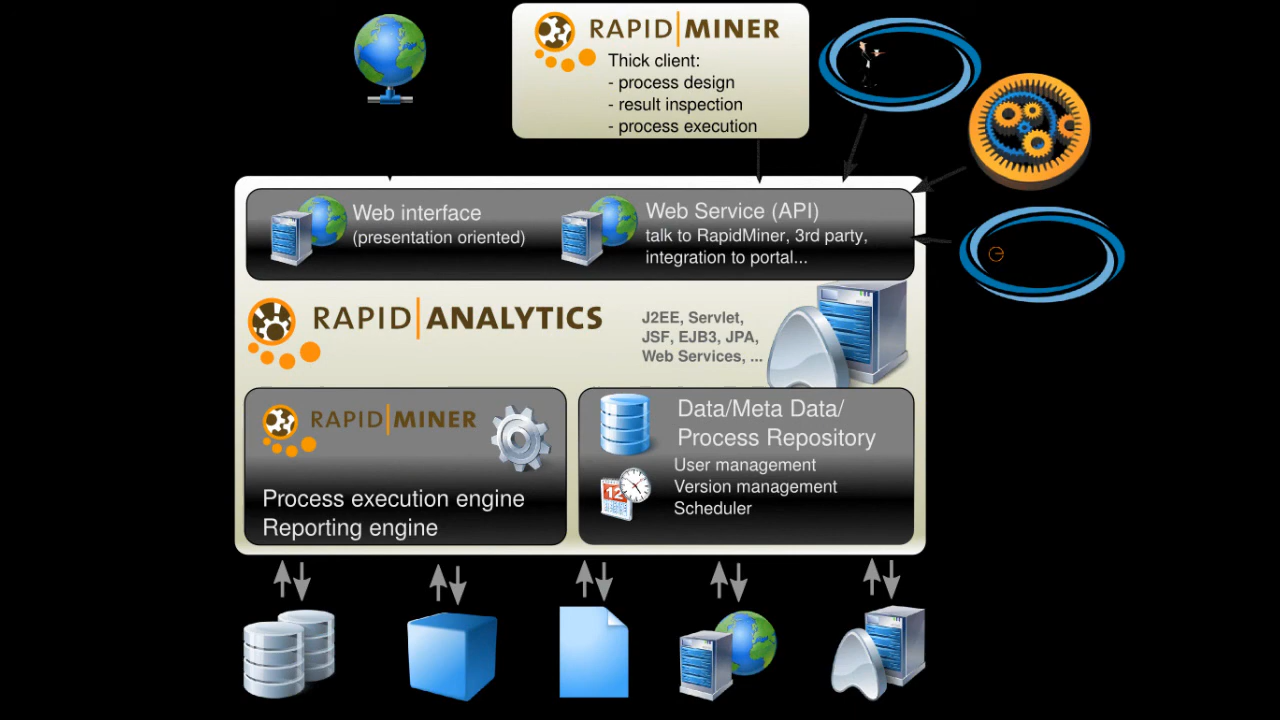 RAPID|MINER
Thick client:
- process design
- result inspection
- process execution
Web interface
(presentation oriented)
Web Service (API)
talk to RapidMiner, 3rd party,
integration to portal...
RAPID|ANALYTICS
J2EE, Servlet,
JSF, EJB3, JPA,
Web Services, ...
RAPID|MINER
Process execution engine
Reporting engine
Data/Meta Data/
Process Repository
User management
Version management
Scheduler
12